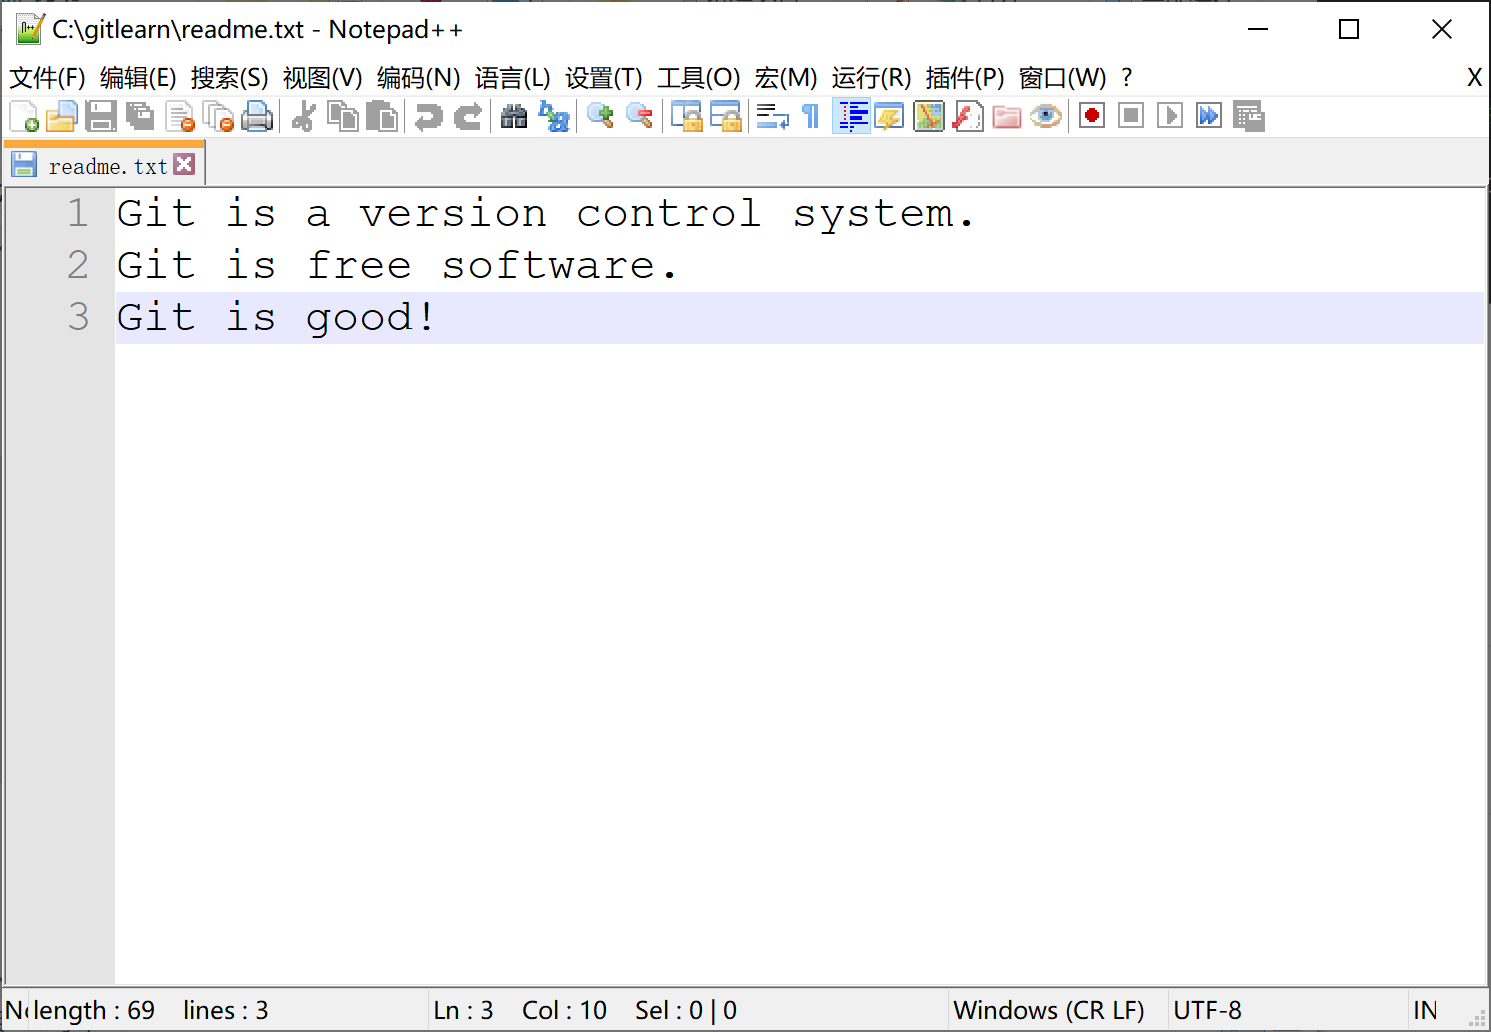 C:\gitlearn\readme.txt - Notepad++
文件(F) 编辑(E) 搜索(S) 视图(V) 编码(N) 语言(L) 设置(T) 工具(O) 宏(M) 运行(R) 插件(P) 窗口(W) ? X
readme.txt
1 Git is a version control system.
2 Git is free software.
3 Git is good!
length : 69 lines : 3 Ln : 3 Col : 10 Sel : 0 | 0 Windows (CR LF) UTF-8 IN